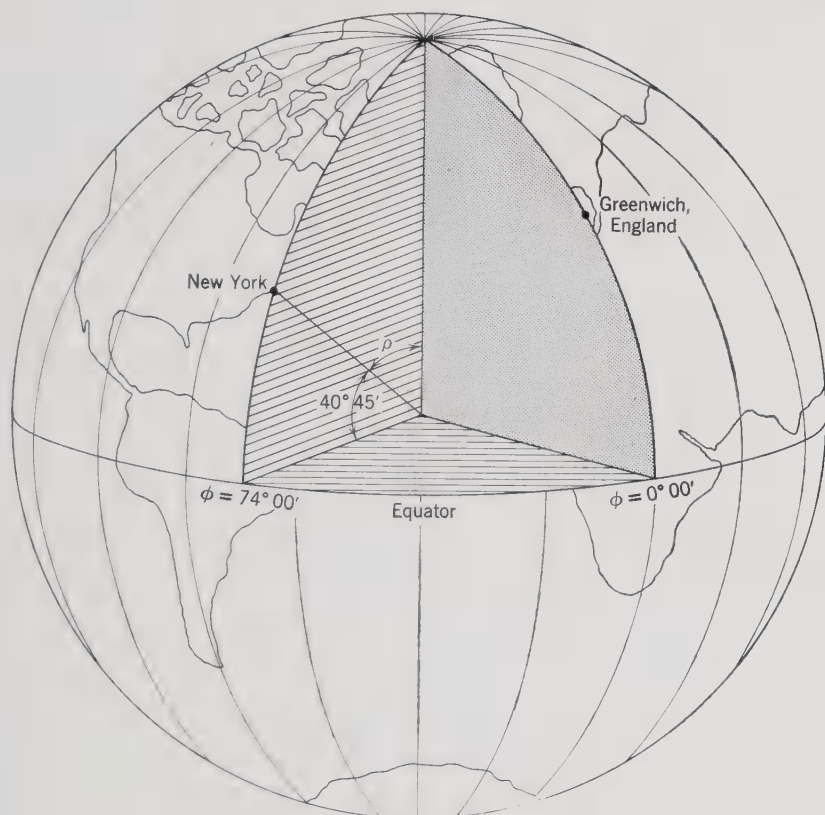 Greenwich,
England
New York
ρ
40° 45′
ϕ = 74° 00′
Equator
ϕ = 0° 00′